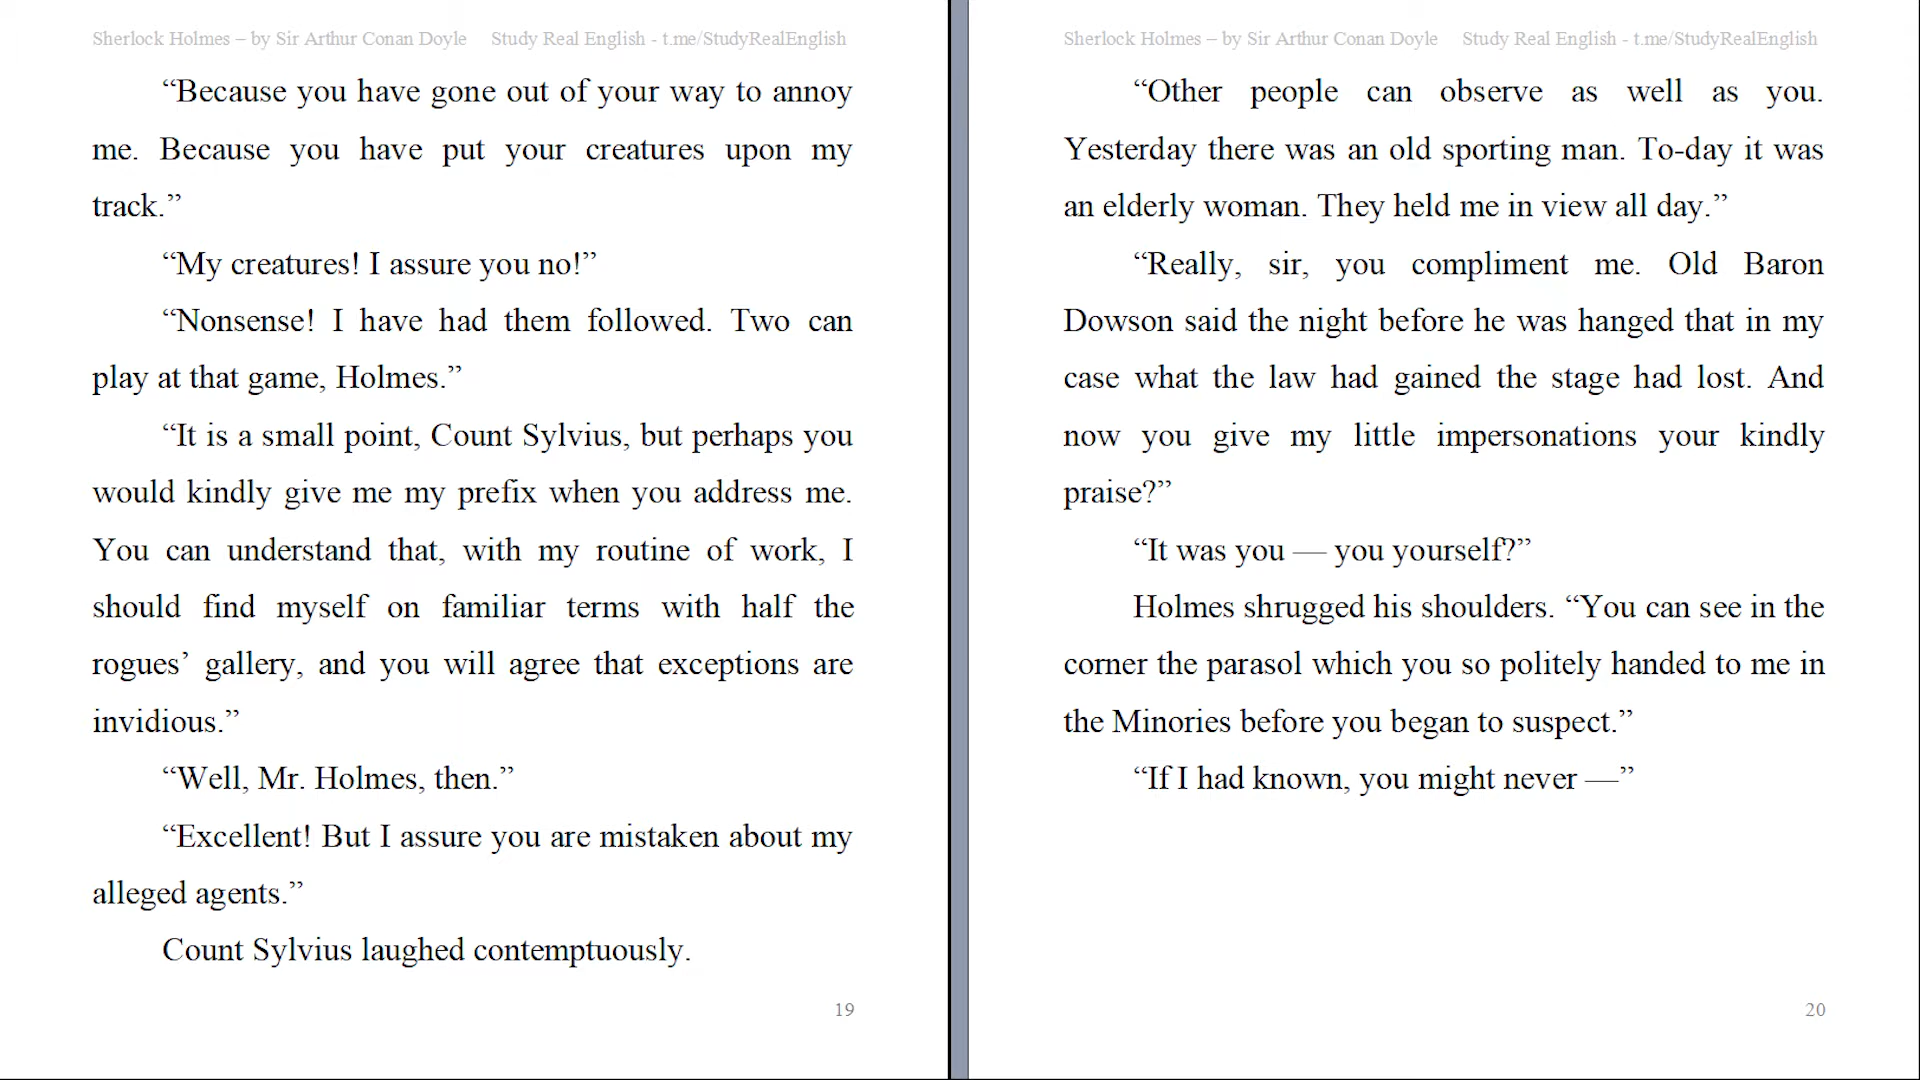 Sherlock Holmes – by Sir Arthur Conan Doyle Study Real English - t.me/StudyRealEnglish
“Because you have gone out of your way to annoy
me. Because you have put your creatures upon my
track.”
“My creatures! I assure you no!”
“Nonsense! I have had them followed. Two can
play at that game, Holmes.”
“It is a small point, Count Sylvius, but perhaps you
would kindly give me my prefix when you address me.
You can understand that, with my routine of work, I
should find myself on familiar terms with half the
rogues’ gallery, and you will agree that exceptions are
invidious.”
“Well, Mr. Holmes, then.”
“Excellent! But I assure you are mistaken about my
alleged agents.”
Count Sylvius laughed contemptuously.
19
Sherlock Holmes – by Sir Arthur Conan Doyle Study Real English - t.me/StudyRealEnglish
“Other people can observe as well as you.
Yesterday there was an old sporting man. To-day it was
an elderly woman. They held me in view all day.”
“Really, sir, you compliment me. Old Baron
Dowson said the night before he was hanged that in my
case what the law had gained the stage had lost. And
now you give my little impersonations your kindly
praise?”
“It was you — you yourself?”
Holmes shrugged his shoulders. “You can see in the
corner the parasol which you so politely handed to me in
the Minories before you began to suspect.”
“If I had known, you might never —”
20